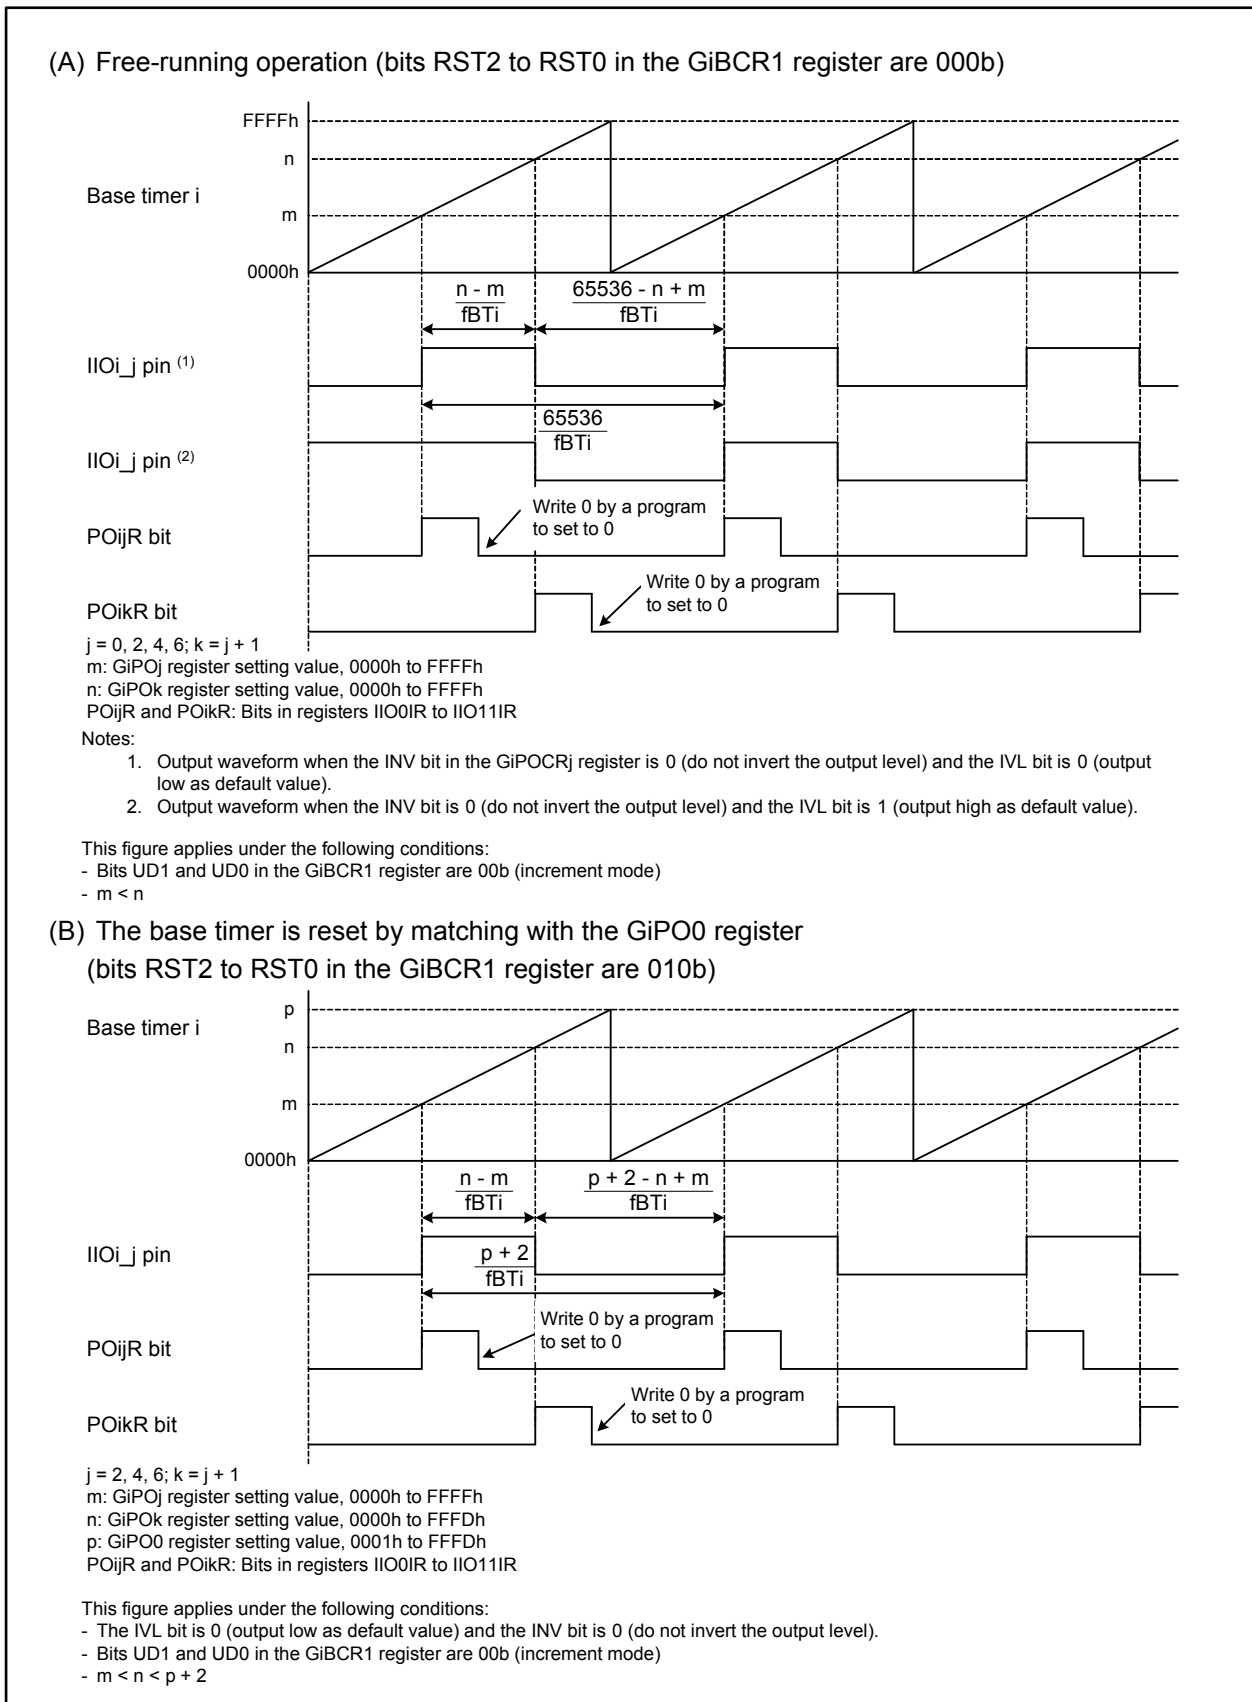 (A) Free-running operation (bits RST2 to RST0 in the GiBCR1 register are 000b)
FFFFh
n
Base timer i
m
0000h
n - m
fBTi
65536 - n + m
fBTi
IIOi_j pin (1)
65536
fBTi
IIOi_j pin (2)
Write 0 by a program
to set to 0
POijR bit
Write 0 by a program
to set to 0
POikR bit
j = 0, 2, 4, 6; k = j + 1
m: GiPOj register setting value, 0000h to FFFFh
n: GiPOk register setting value, 0000h to FFFFh
POijR and POikR: Bits in registers IIO0IR to IIO11IR
Notes:
1. Output waveform when the INV bit in the GiPOCRj register is 0 (do not invert the output level) and the IVL bit is 0 (output
low as default value).
2. Output waveform when the INV bit is 0 (do not invert the output level) and the IVL bit is 1 (output high as default value).
This figure applies under the following conditions:
- Bits UD1 and UD0 in the GiBCR1 register are 00b (increment mode)
- m < n
(B) The base timer is reset by matching with the GiPO0 register
(bits RST2 to RST0 in the GiBCR1 register are 010b)
p
Base timer i
n
m
0000h
n - m
fBTi
p + 2 - n + m
fBTi
IIOi_j pin
p + 2
fBTi
Write 0 by a program
to set to 0
POijR bit
Write 0 by a program
to set to 0
POikR bit
j = 2, 4, 6; k = j + 1
m: GiPOj register setting value, 0000h to FFFFh
n: GiPOk register setting value, 0000h to FFFDh
p: GiPO0 register setting value, 0001h to FFFDh
POijR and POikR: Bits in registers IIO0IR to IIO11IR
This figure applies under the following conditions:
- The IVL bit is 0 (output low as default value) and the INV bit is 0 (do not invert the output level).
- Bits UD1 and UD0 in the GiBCR1 register are 00b (increment mode)
- m < n < p + 2